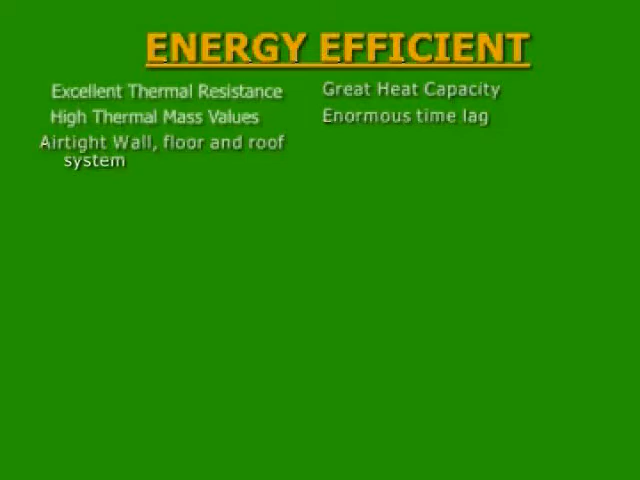 ENERGY EFFICIENT
Excellent Thermal Resistance
High Thermal Mass Values
Airtight Wall, floor and roof
system
Great Heat Capacity
Enormous time lag